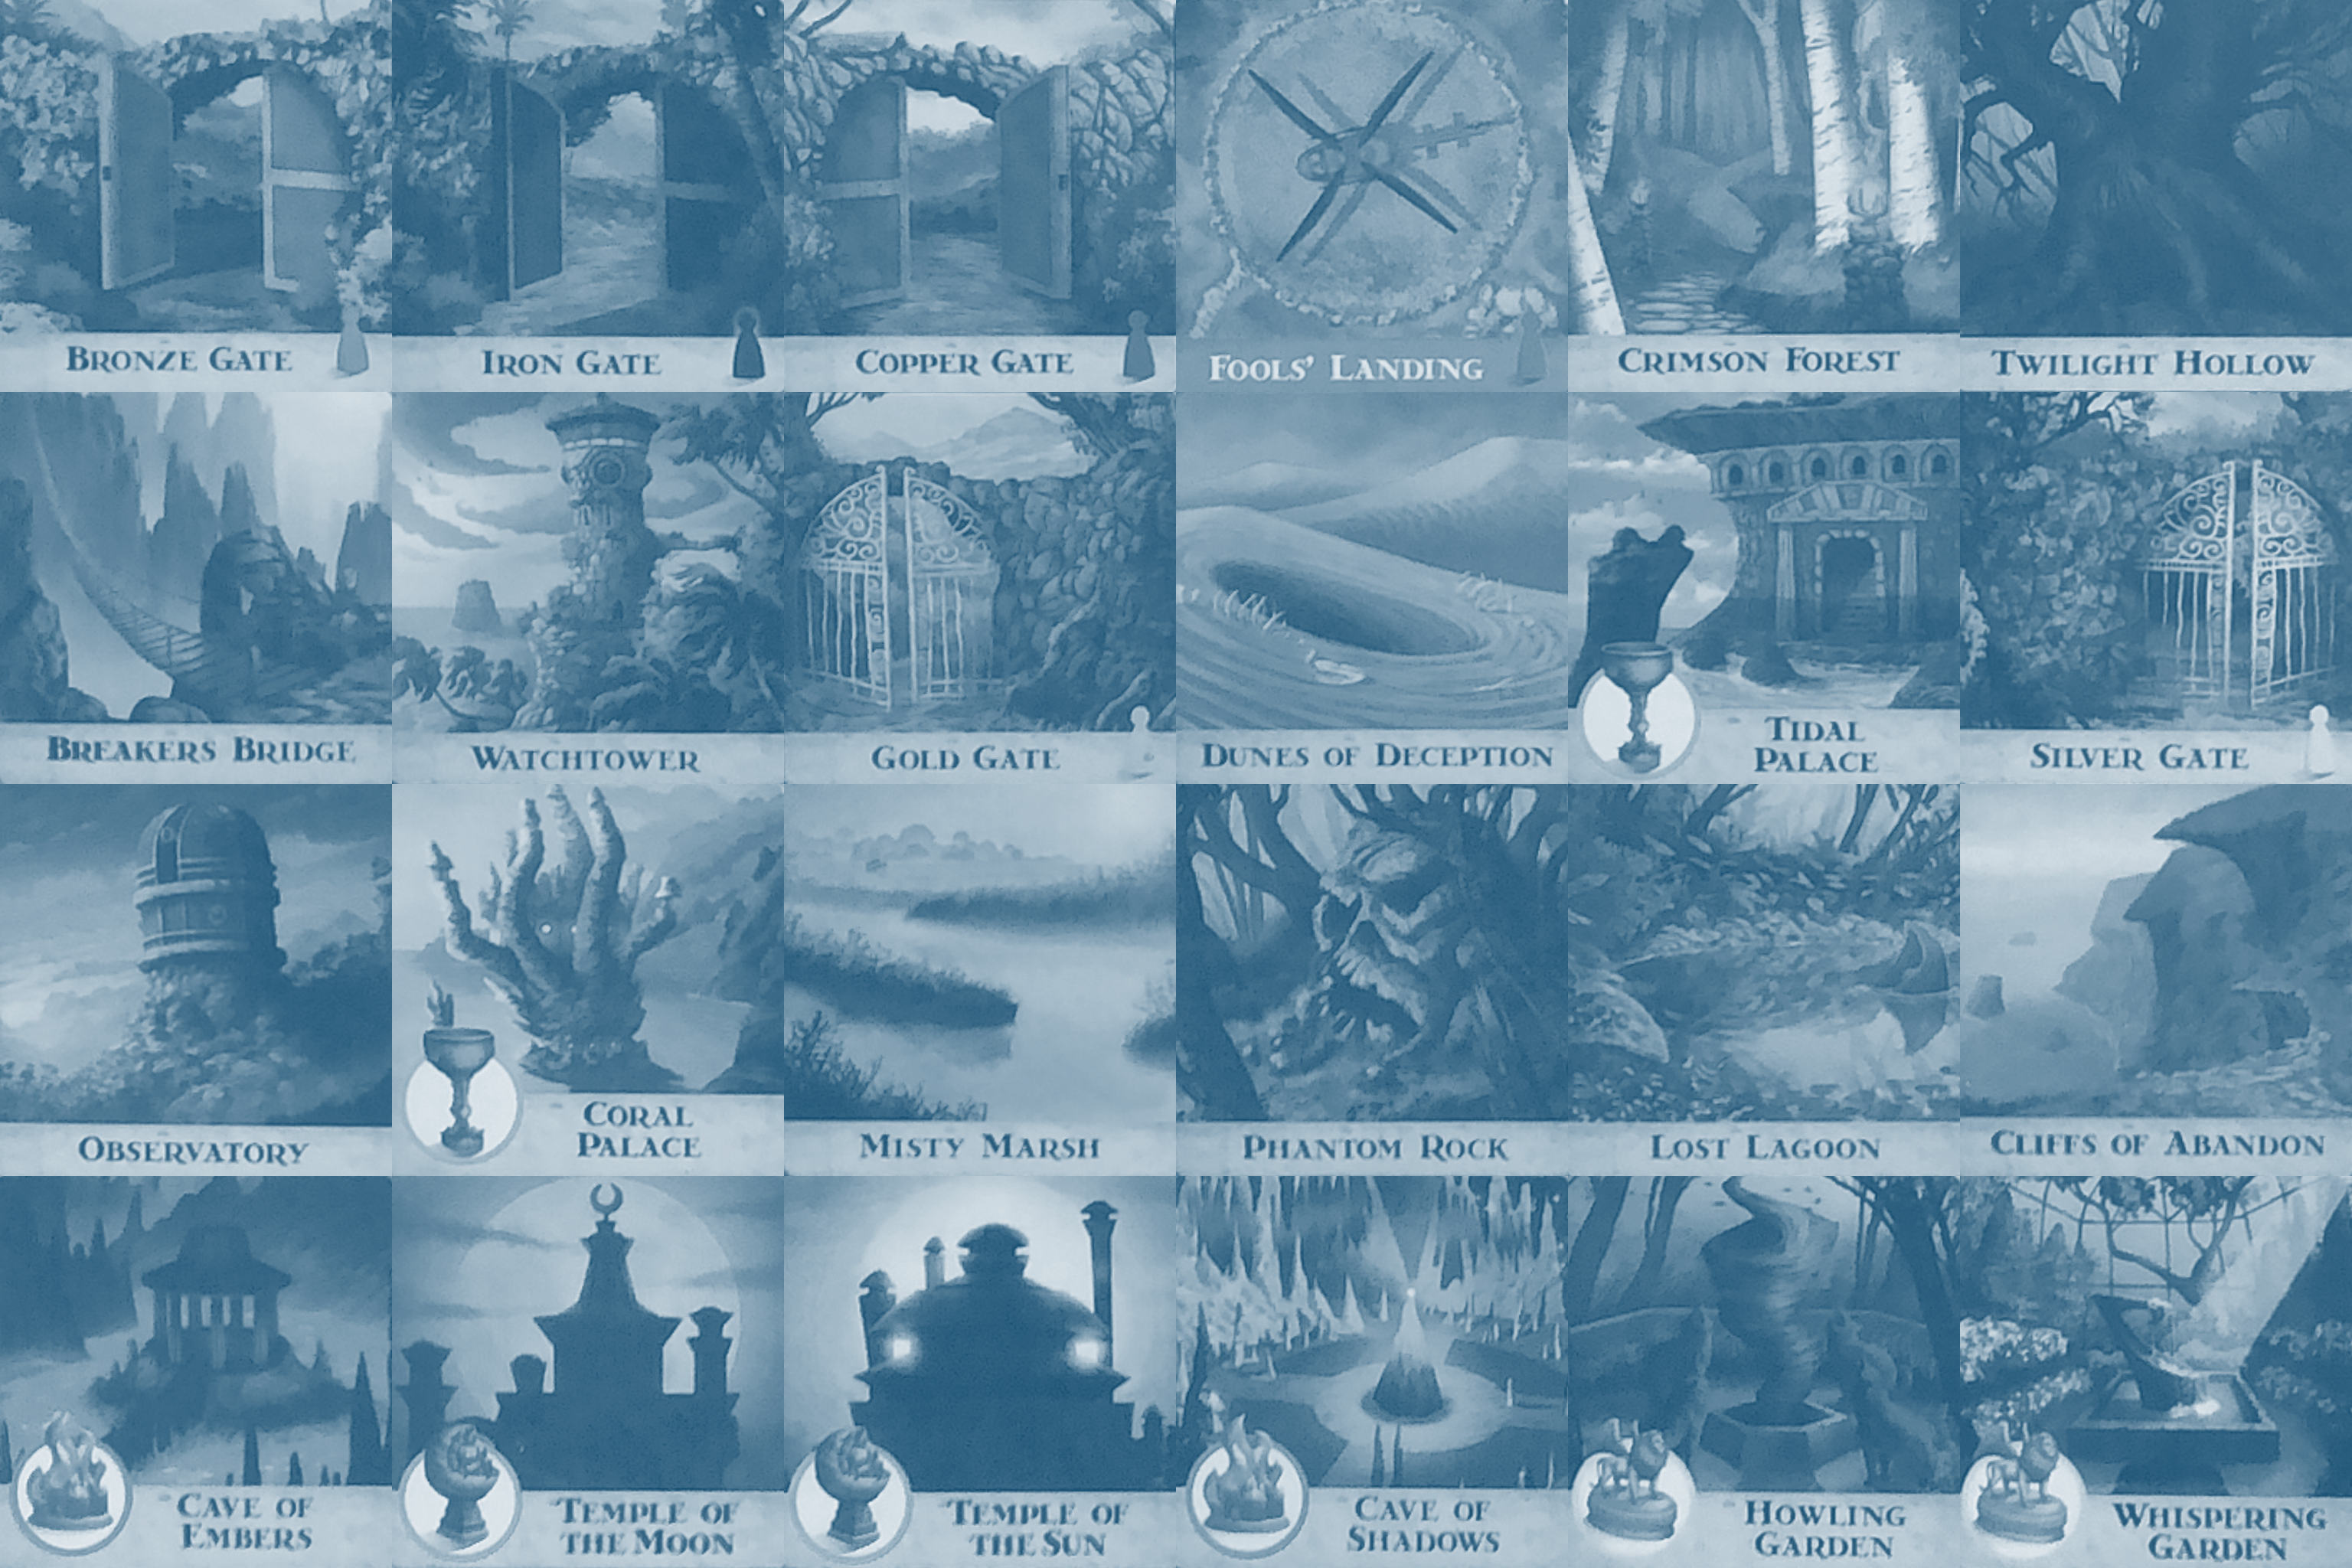 BRONZE GATE
IRON GATE
COPPER GATE
FOOLS' LANDING
CRIMSON FOREST
TWILIGHT HOLLOW
BREAKERS BRIDGE
WATCHTOWER
GOLD GATE
DUNES OF DECEPTION
TIDAL
PALACE
SILVER GATE
OBSERVATORY
CORAL
PALACE
MISTY MARSH
PHANTOM ROCK
LOST LAGOON
CLIFFS OF ABANDON
CAVE OF
EMBERS
TEMPLE OF
THE MOON
TEMPLE OF
THE SUN
CAVE OF
SHADOWS
HOWLING
GARDEN
WHISPERING
GARDEN